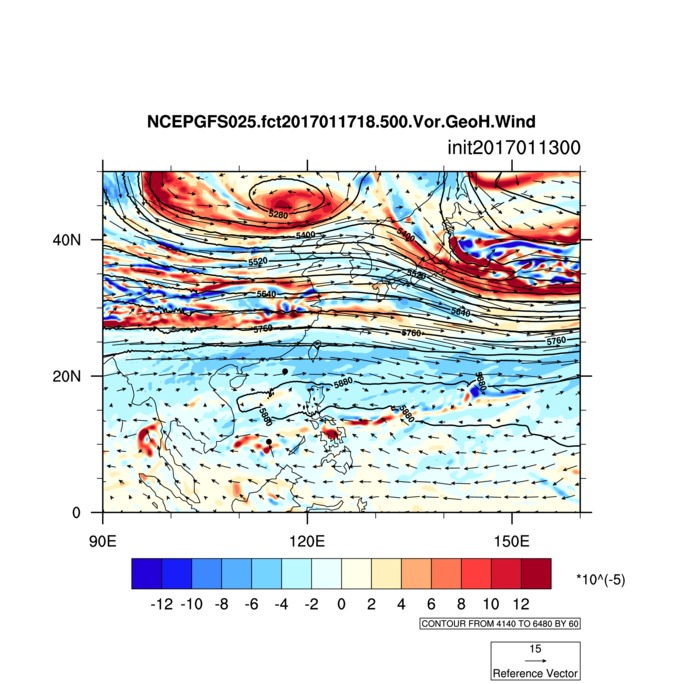 NCEPGFS025.fct2017011718.500.Vor.GeoH.Wind
init2017011300
5280
5400
5400
40N
5520
5520
5640
5640
5760
5760
5760
20N
5880
5880
5880
5880
0
90E 120E 150E
*10^(-5)
-12 -10 -8 -6 -4 -2 0 2 4 6 8 10 12
CONTOUR FROM 4140 TO 6480 BY 60
15
Reference Vector